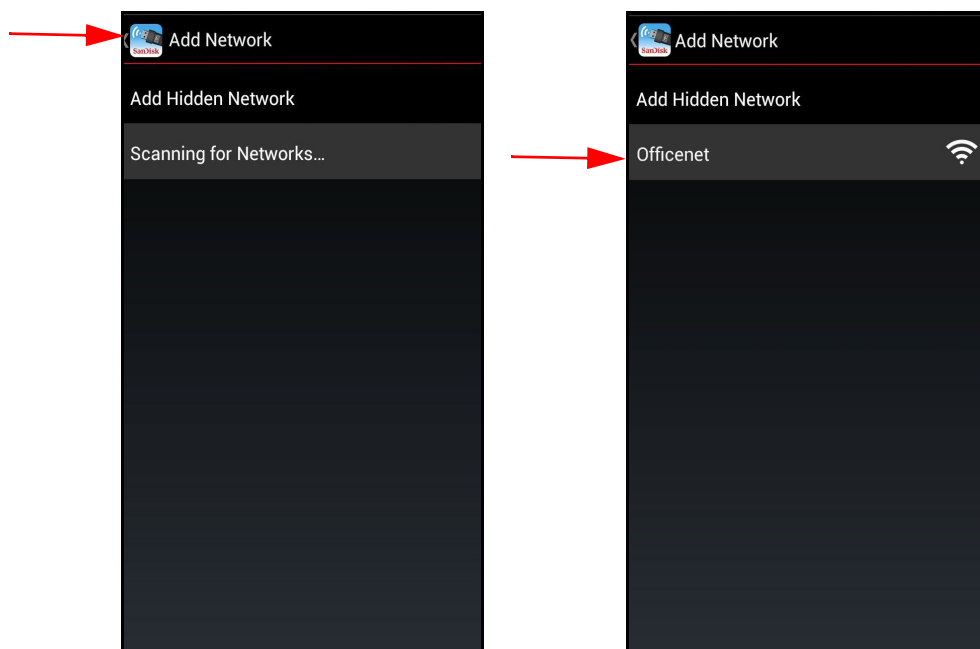 SanDisk
Add Network
Add Hidden Network
Scanning for Networks...
SanDisk
Add Network
Add Hidden Network
Officenet